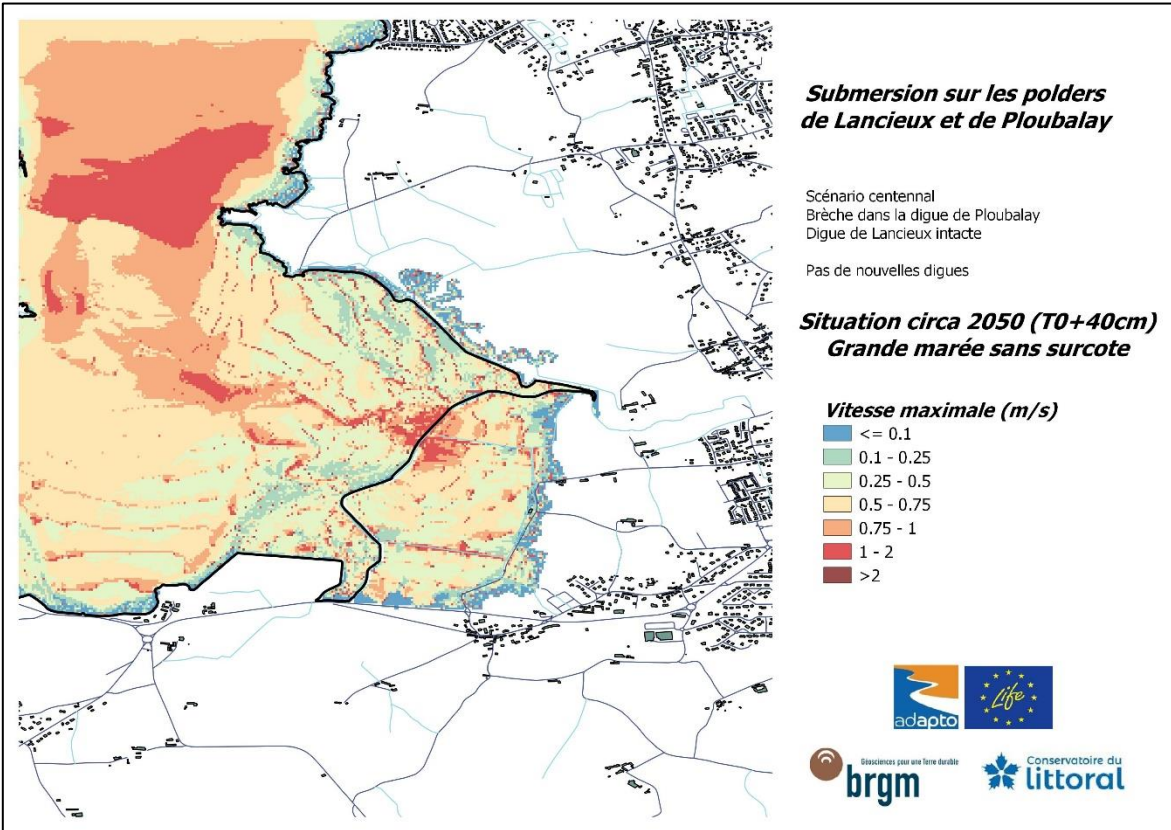 Submersion sur les polders
de Lancieux et de Ploubalay
Scénario centennal
Brèche dans la digue de Ploubalay
Digue de Lancieux intacte
Pas de nouvelles digues
Situation circa 2050 (T0+40cm)
Grande marée sans surcote
Vitesse maximale (m/s)
<= 0.1
0.1 - 0.25
0.25 - 0.5
0.5 - 0.75
0.75 - 1
1 - 2
>2
adapto
Life
Géosciences pour une Terre durable
brgm
Conservatoire du
littoral